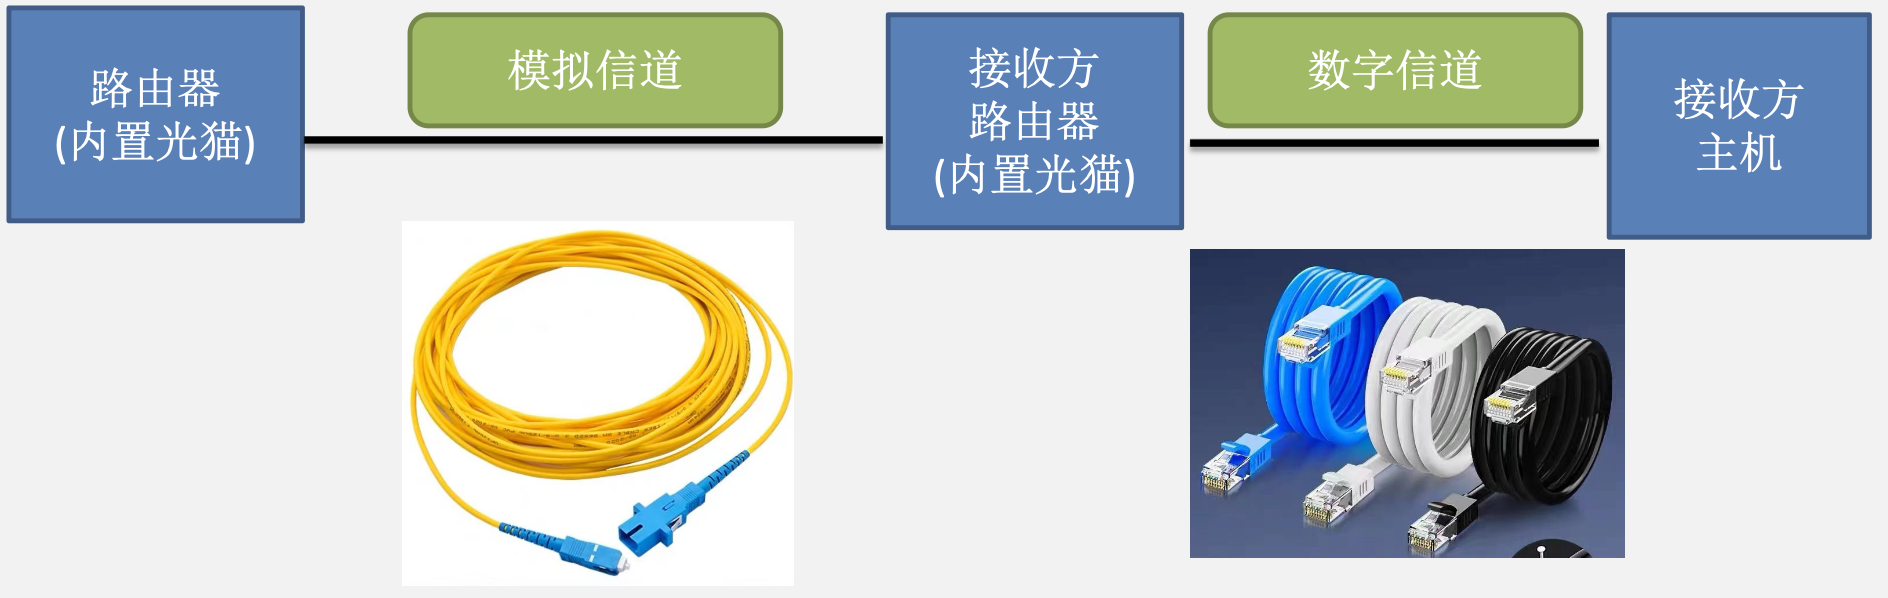 路由器
(内置光猫)
模拟信道
接收方
路由器
(内置光猫)
数字信道
接收方
主机